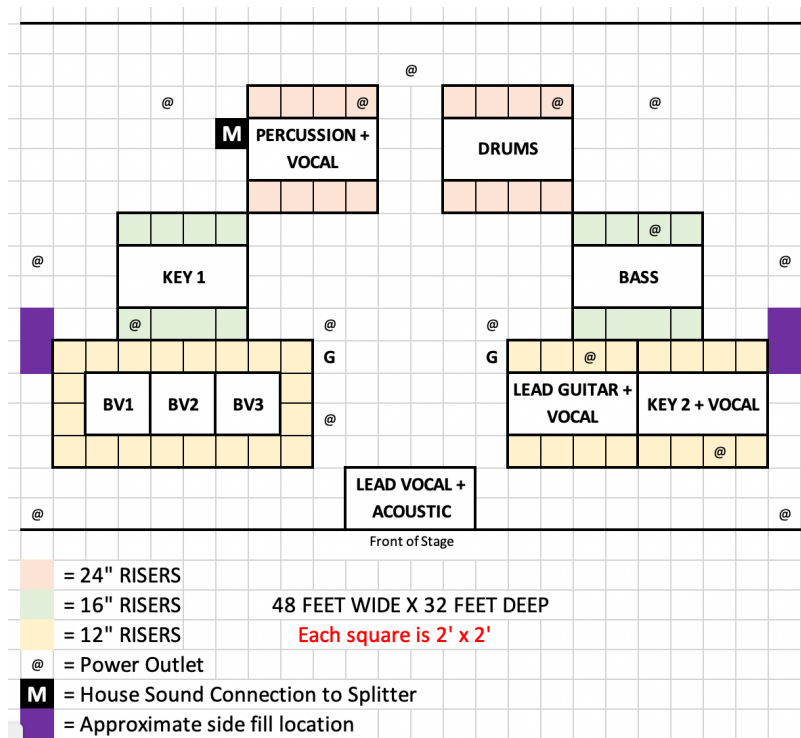 @
@
@
@
@
M
PERCUSSION +
VOCAL
DRUMS
@
@
@
KEY 1
BASS
@
@
@
G
G
@
BV1
BV2
BV3
LEAD GUITAR +
VOCAL
KEY 2 + VOCAL
@
@
@
LEAD VOCAL +
ACOUSTIC
@
Front of Stage
= 24" RISERS
= 16" RISERS
48 FEET WIDE X 32 FEET DEEP
= 12" RISERS
Each square is 2' x 2'
@ = Power Outlet
M = House Sound Connection to Splitter
= Approximate side fill location